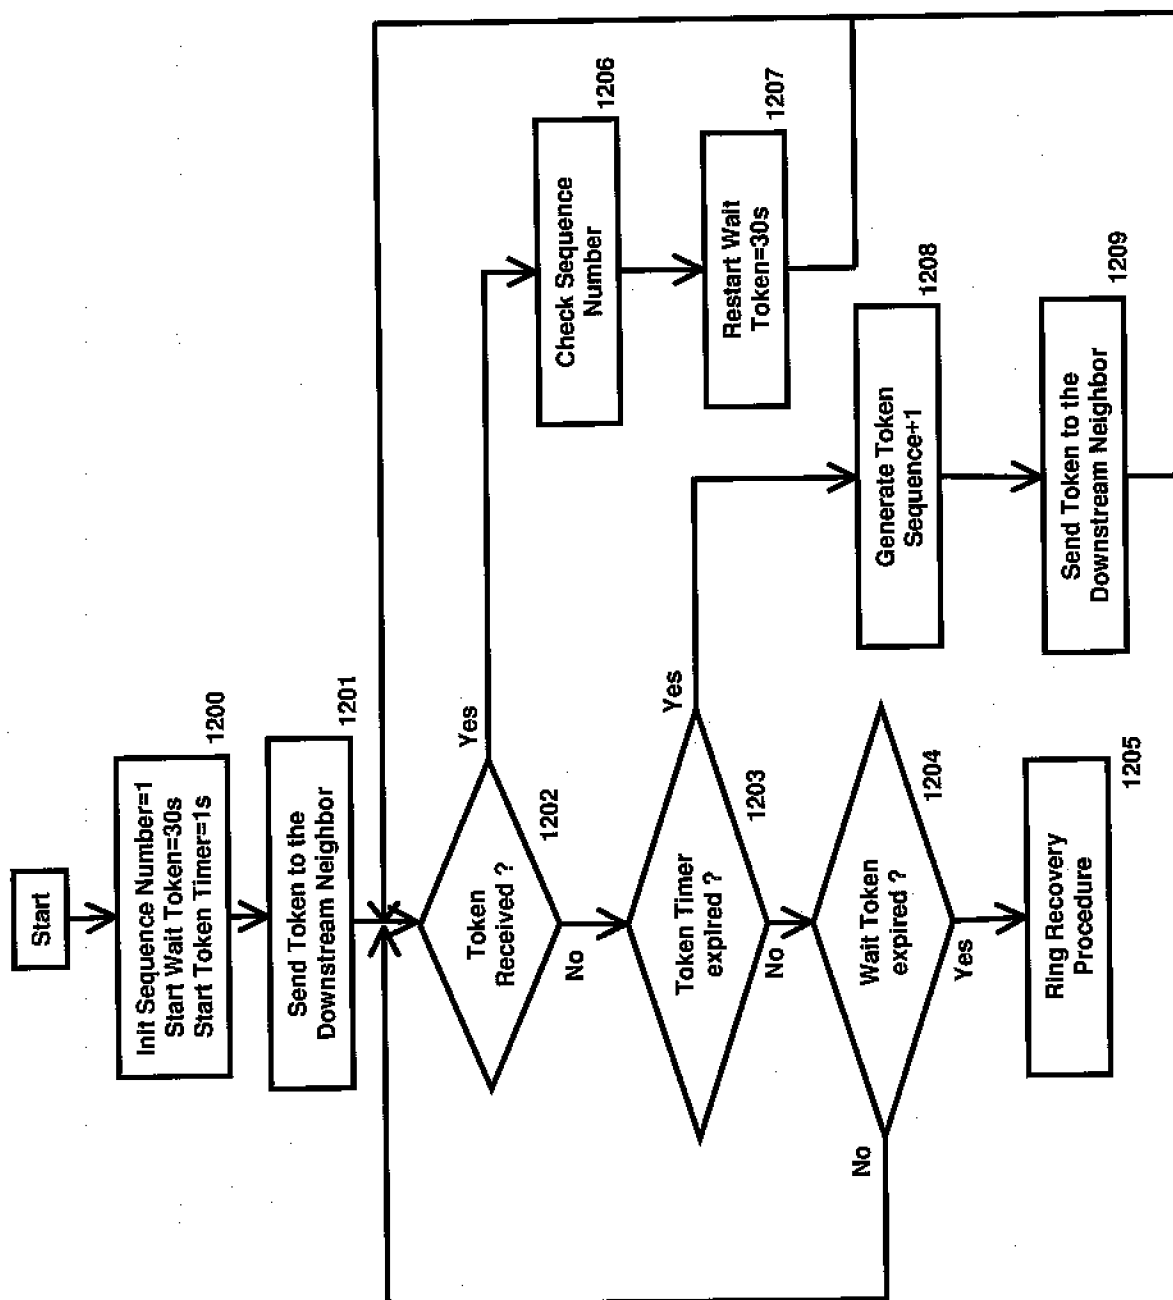 Start
Init Sequence Number=1
Start Wait Token=30s
Start Token Timer=1s
1200
Send Token to the
Downstream Neighbor
1201
Token
Received ?
1202
Yes
No
Check Sequence
Number
1206
Restart Wait
Token=30s
1207
Token Timer
expired ?
1203
Yes
No
Generate Token
Sequence+1
1208
Send Token to the
Downstream Neighbor
1209
Wait Token
expired ?
1204
No
Yes
Ring Recovery
Procedure
1205